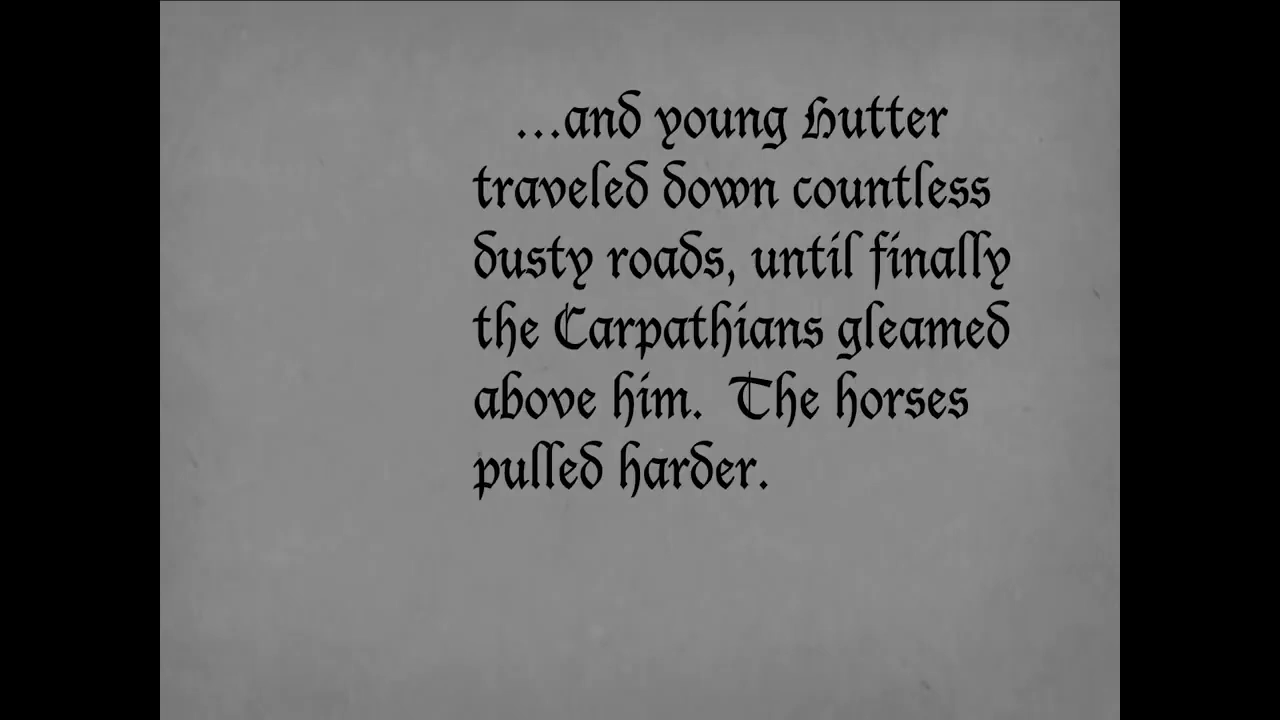 ...and young Hutter
traveled down countless
dusty roads, until finally
the Carpathians gleamed
above him.  The horses
pulled harder.